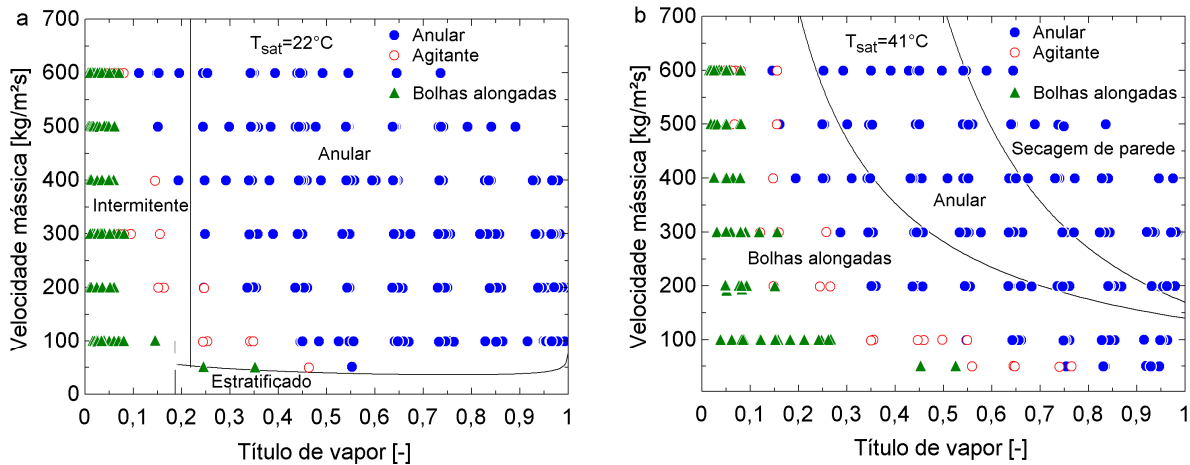 a
T sat=22°C
Anular
Agitante
Bolhas alongadas
Anular
Intermitente
Estratificado
Velocidade mássica [kg/m²s]
700
600
500
400
300
200
100
0
0 0,1 0,2 0,3 0,4 0,5 0,6 0,7 0,8 0,9 1
Título de vapor [-]
b
T sat=41°C
Anular
Agitante
Bolhas alongadas
Secagem de parede
Anular
Bolhas alongadas
Velocidade mássica [kg/m²s]
700
600
500
400
300
200
100
0
0 0,1 0,2 0,3 0,4 0,5 0,6 0,7 0,8 0,9 1
Título de vapor [-]